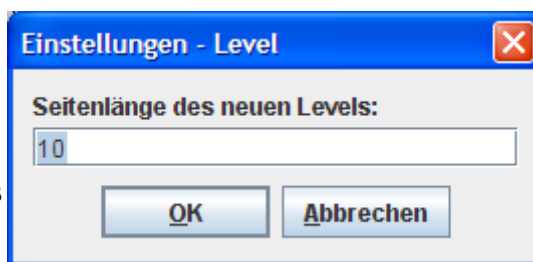 Einstellungen - Level
Seitenlänge des neuen Levels:
10
OK
Abbrechen